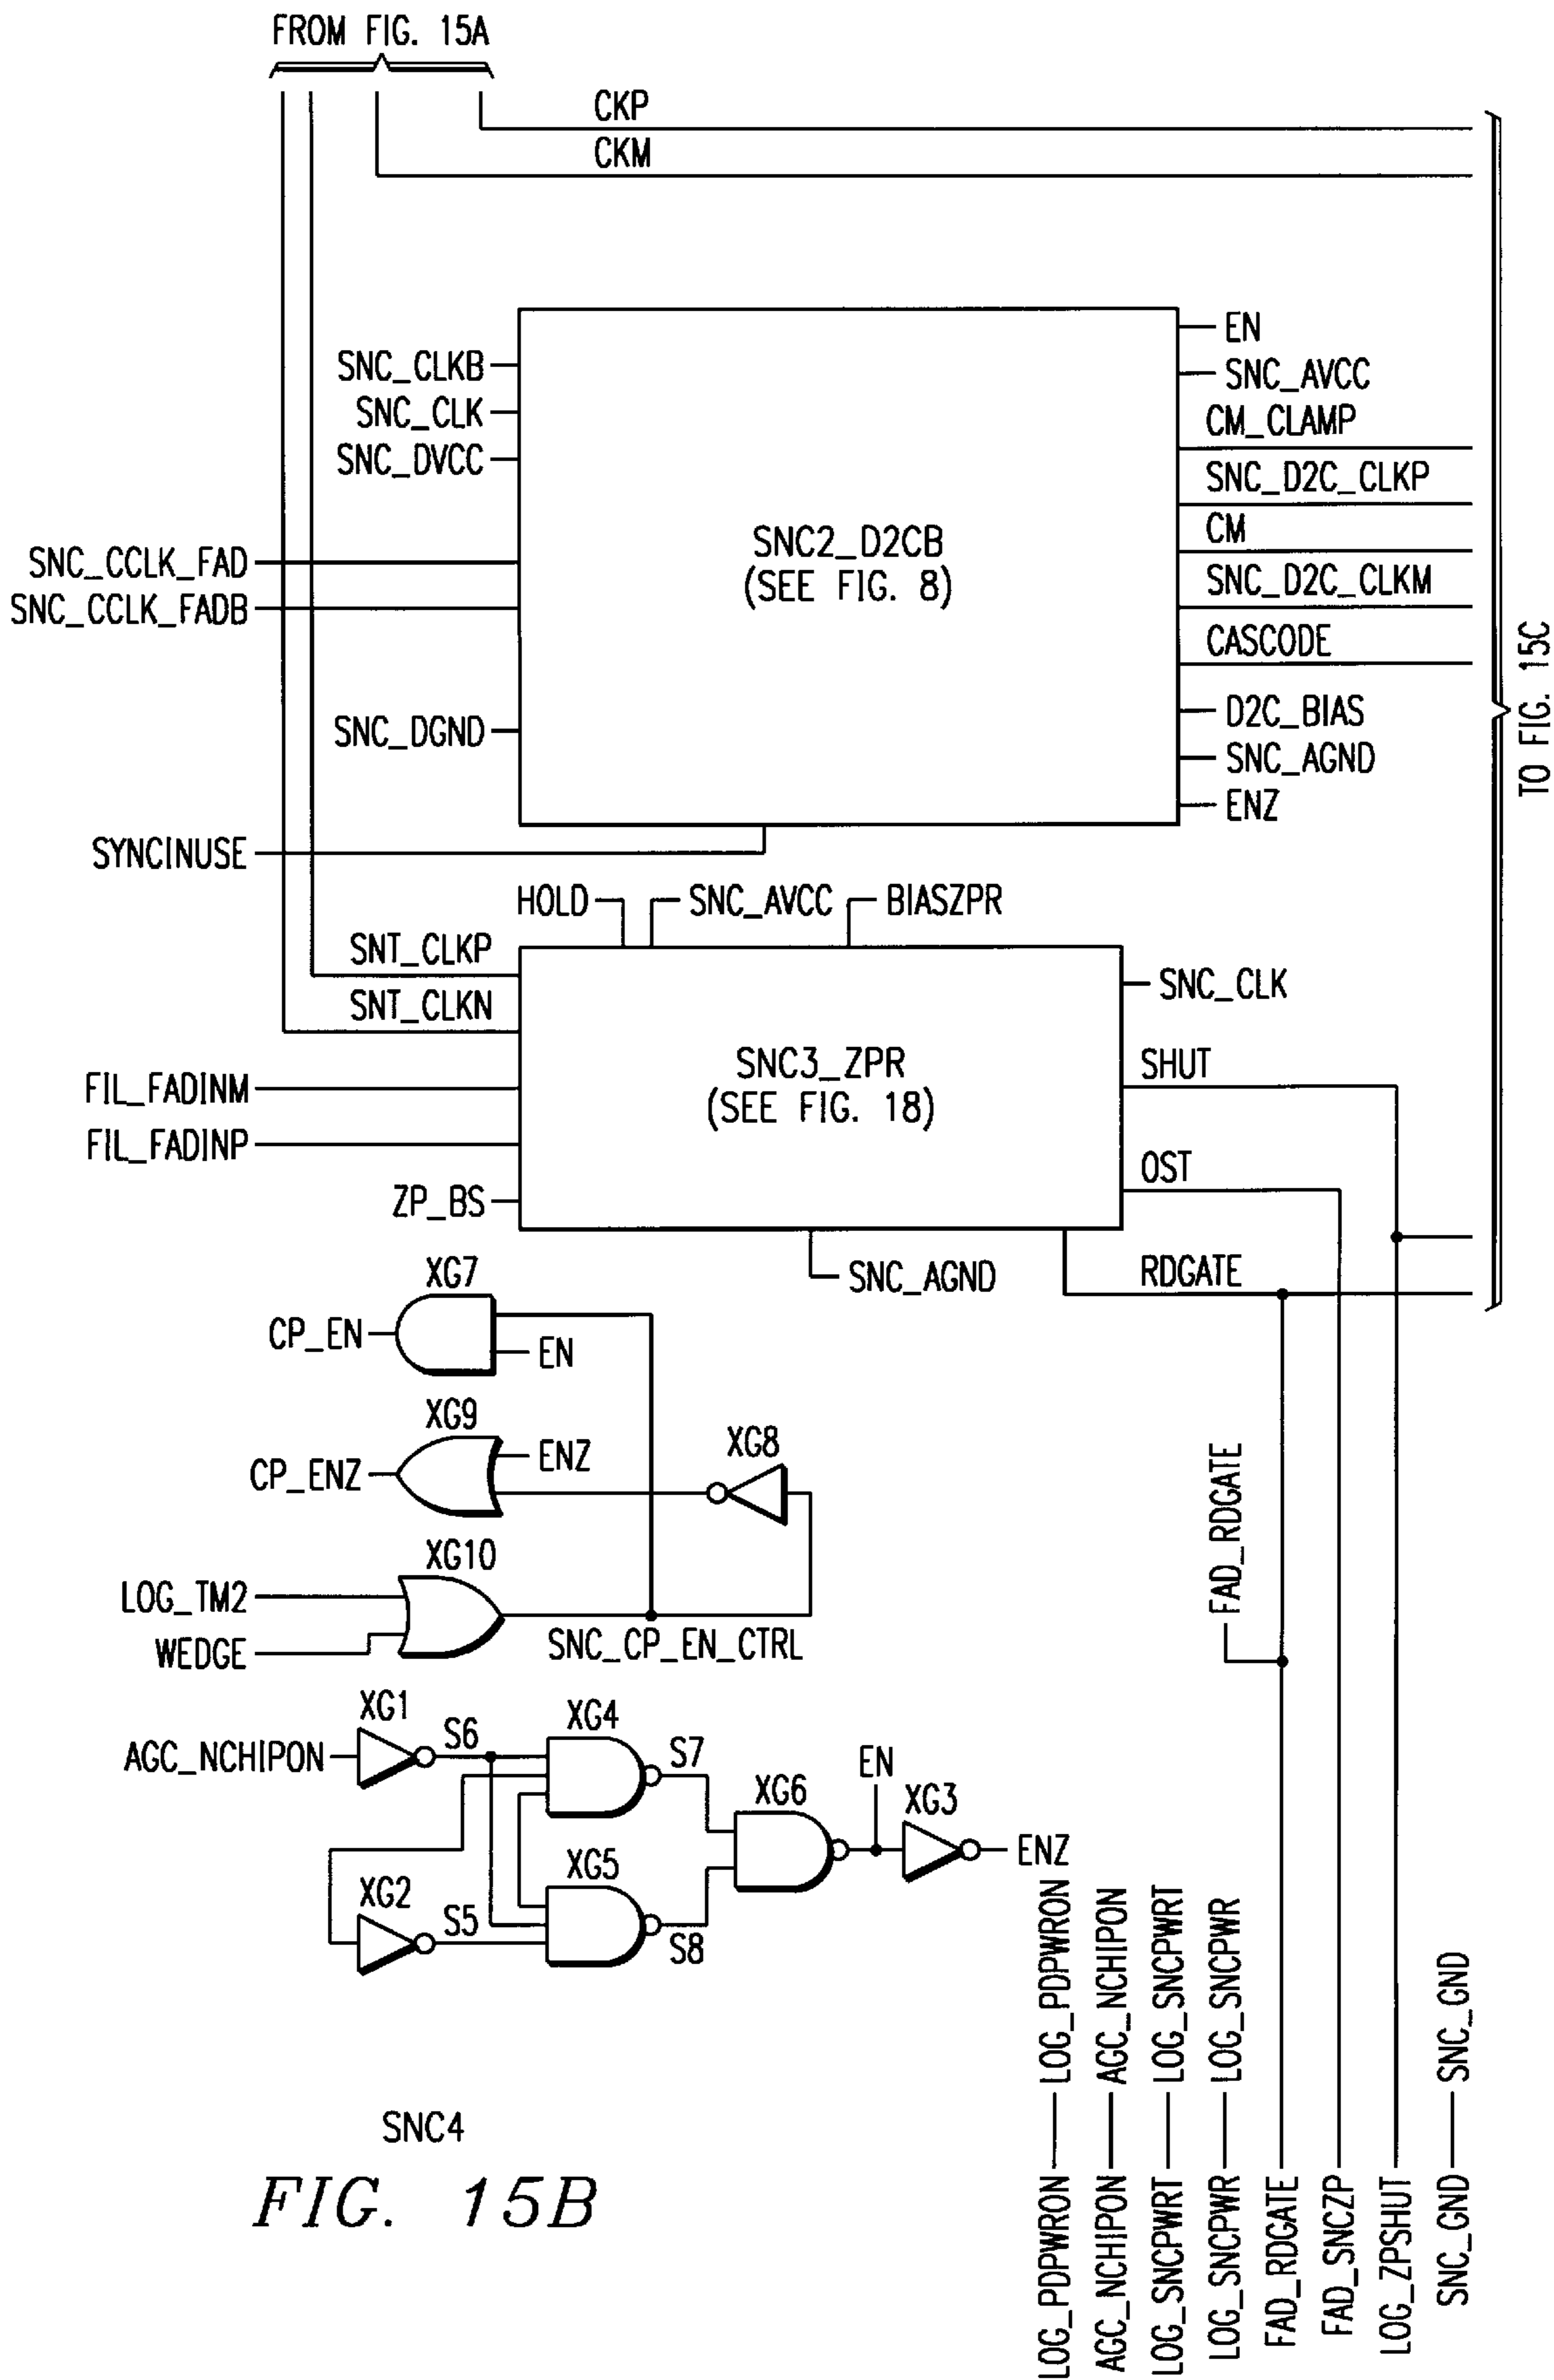 FROM FIG. 15A
CKP
CKM
TO FIG. 15C
SNC_CLKB
SNC_CLK
SNC_DVCC
SNC_CCLK_FAD
SNC_CCLK_FADB
SNC_DGND
SYNCINUSE
SNC2_D2CB
(SEE FIG. 8)
EN
SNC_AVCC
CM_CLAMP
SNC_D2C_CLKP
CM
SNC_D2C_CLKM
CASCODE
D2C_BIAS
SNC_AGND
ENZ
HOLD
SNC_AVCC
BIASZPR
SNT_CLKP
SNT_CLKN
FIL_FADINM
FIL_FADINP
ZP_BS
SNC3_ZPR
(SEE FIG. 18)
SNC_CLK
SHUT
OST
RDGATE
SNC_AGND
XG7
CP_EN
EN
XG9
CP_ENZ
ENZ
XG8
XG10
LOG_TM2
WEDGE
SNC_CP_EN_CTRL
FAD_RDGATE
XG1
AGC_NCHIPON
S6
XG4
S7
XG2
S5
XG5
S8
XG6
EN
XG3
ENZ
LOG_PDPWRON
LOG_PDPWRON
AGC_NCHIPON
AGC_NCHIPON
LOG_SNCPWRT
LOG_SNCPWRT
LOG_SNCPWR
LOG_SNCPWR
FAD_RDGATE
FAD_SNCZP
LOG_ZPSHUT
SNC_GND
SNC_GND
SNC4
FIG. 15B